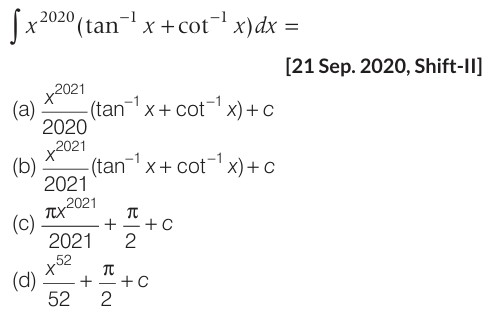 ∫ x^2020 (tan^−1 x + cot^−1 x) dx =
[21 Sep. 2020, Shift-II]
(a) x^2021/2020 (tan^−1 x + cot^−1 x) + c
(b) x^2021/2021 (tan^−1 x + cot^−1 x) + c
(c) πx^2021/2021 + π/2 + c
(d) x^52/52 + π/2 + c